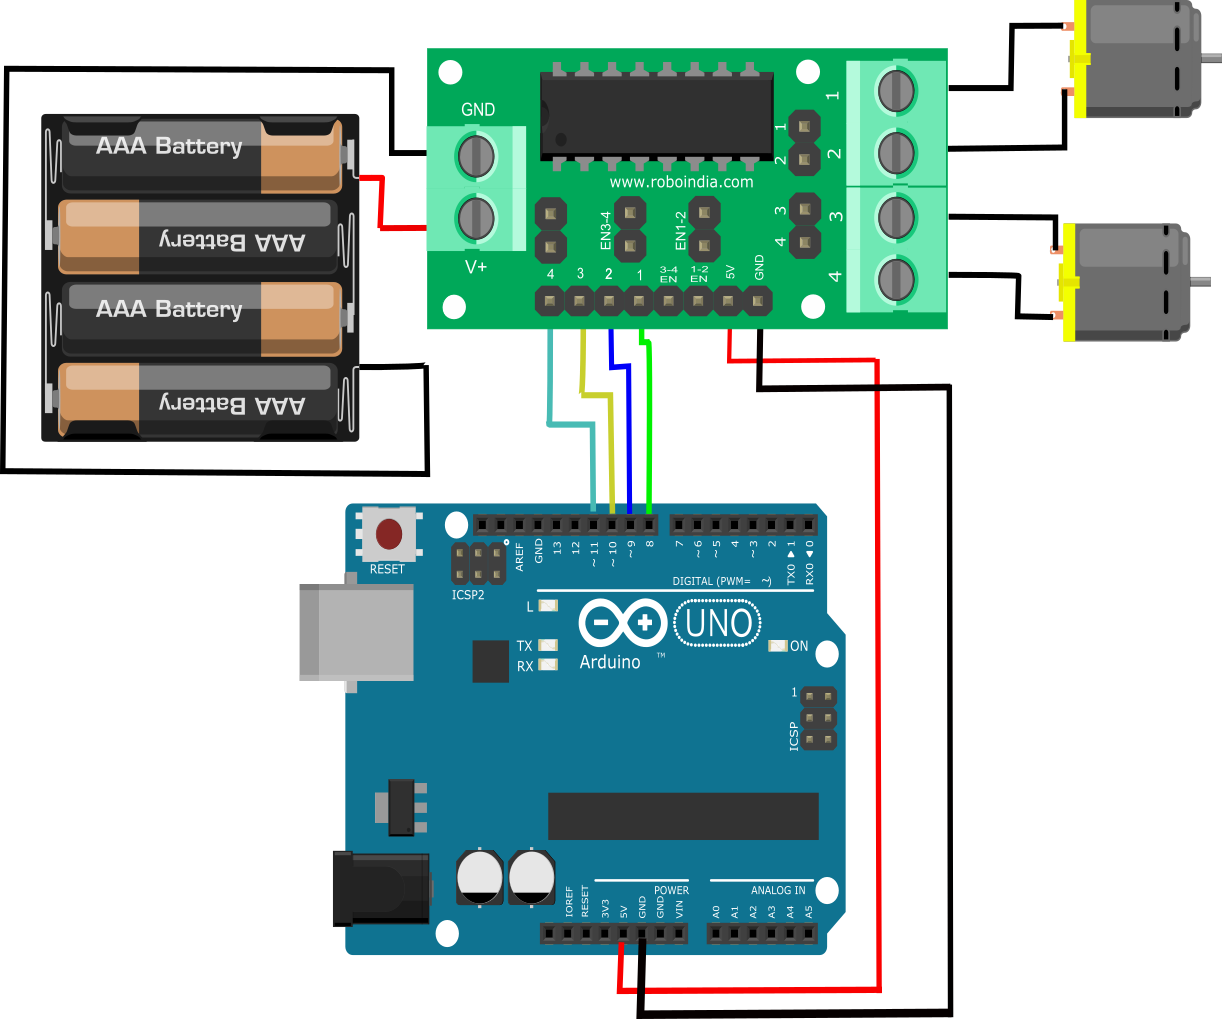 GND
V+
AAA Battery
AAA Battery
AAA Battery
AAA Battery
www.roboindia.com
1
2
3
4
1
2
3
4
EN3-4
EN1-2
4 3 2 1 3-4 EN 1-2 EN 5V GND
RESET
ICSP2
AREF GND 13 12 ~11 ~10 ~9 8 7 ~6 ~5 4 ~3 2 TX0 ▶ 1 RX0 ◀ 0
DIGITAL (PWM= ~)
L
TX
RX
UNO
Arduino ™
ON
1
ICSP
POWER
ANALOG IN
IOREF RESET 3V3 5V GND GND VIN A0 A1 A2 A3 A4 A5